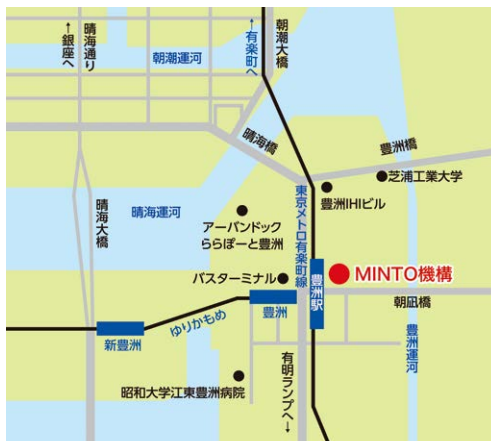 ↑銀座へ
晴海通り
朝潮運河
↑有楽町へ
朝潮大橋
晴海橋
豊洲橋
芝浦工業大学
豊洲IHIビル
晴海大橋
晴海運河
アーバンドック
ららぽーと豊洲
東京メトロ有楽町線
バスターミナル
豊洲駅
MINTO機構
朝凪橋
豊洲
ゆりかもめ
新豊洲
豊洲運河
有明ランプへ→
昭和大学江東豊洲病院